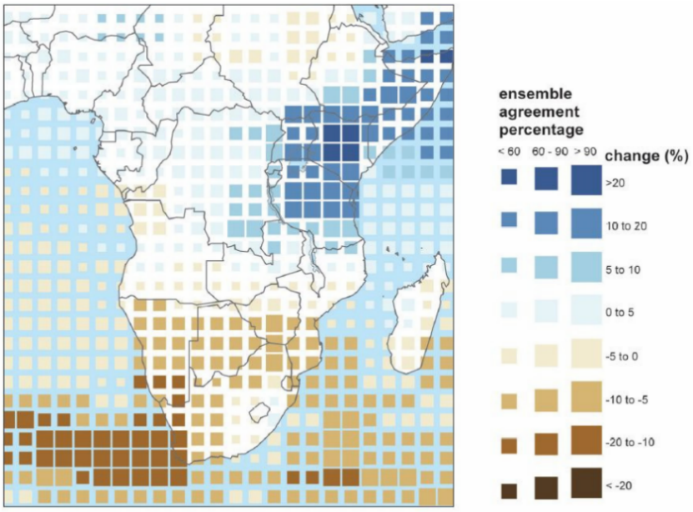 ensemble
agreement
percentage
< 60 60 - 90 > 90 change (%)
>20
10 to 20
5 to 10
0 to 5
-5 to 0
-10 to -5
-20 to -10
< -20